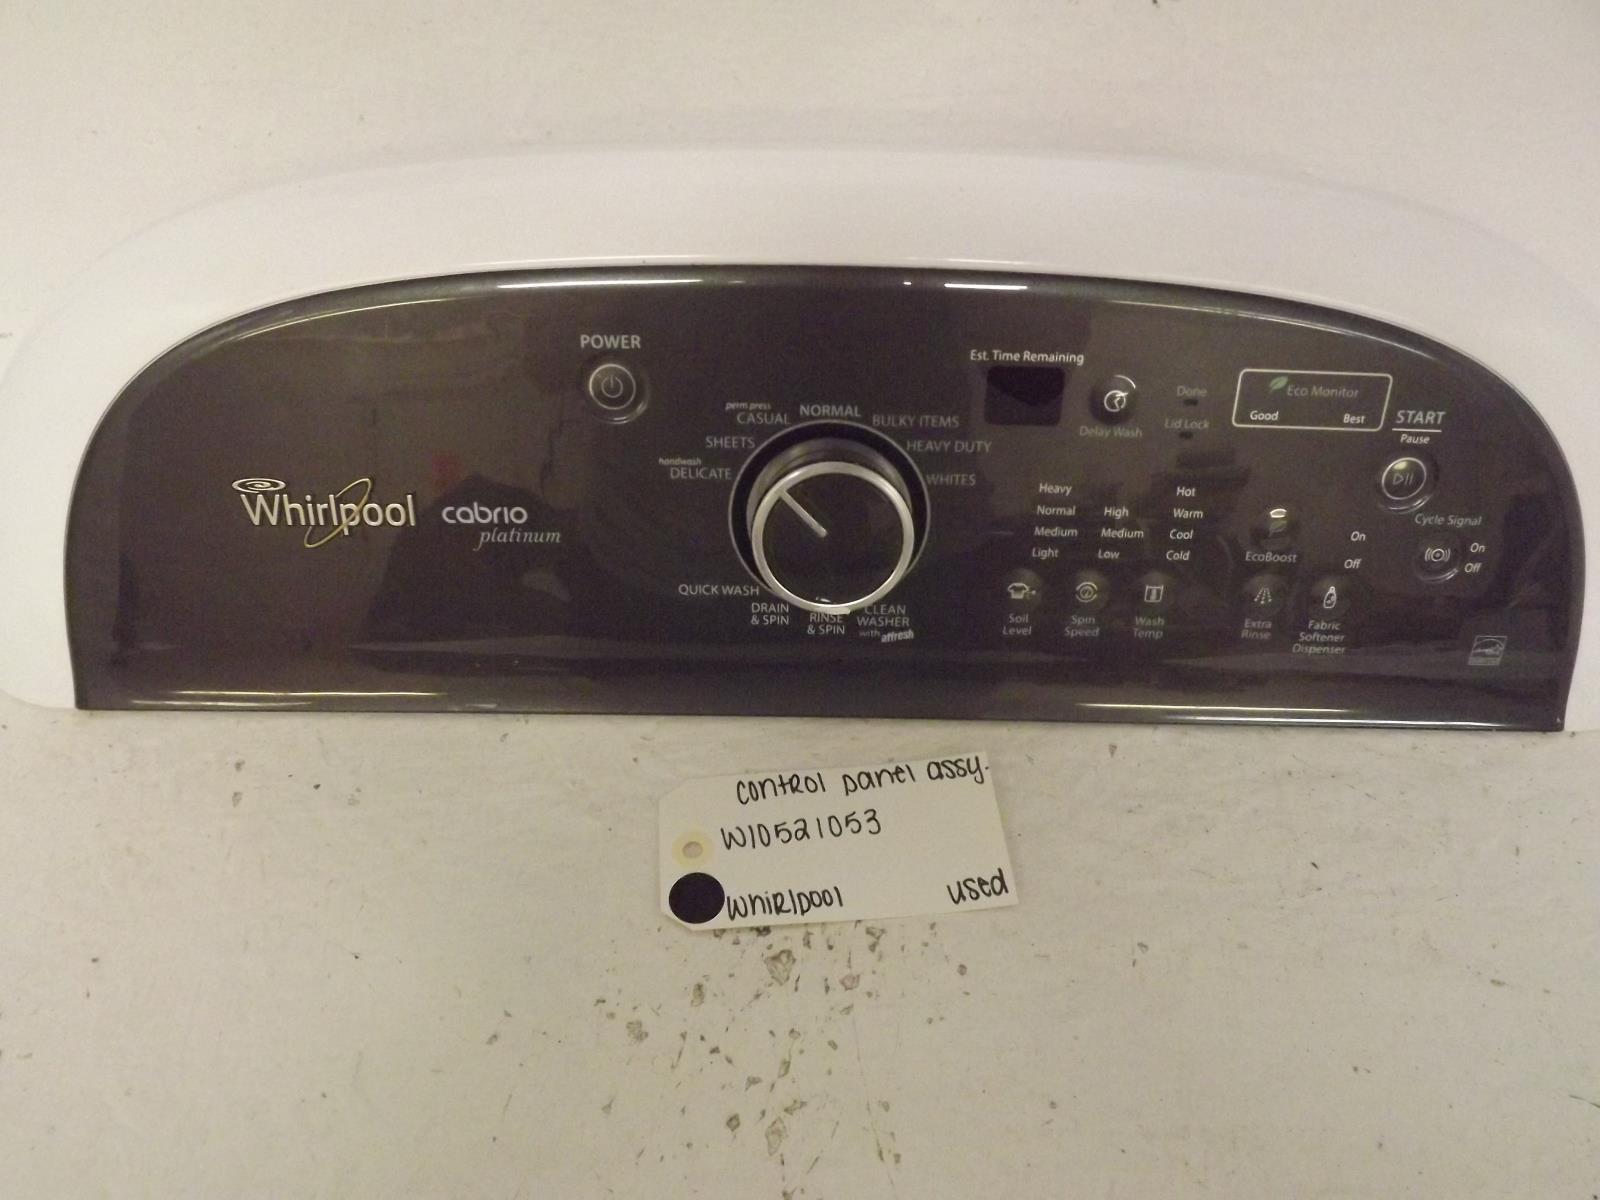 POWER
Whirlpool
cabrio
platinum
perm press
CASUAL
NORMAL
BULKY ITEMS
SHEETS
HEAVY DUTY
handwash
DELICATE
WHITES
QUICK WASH
DRAIN
& SPIN
RINSE
& SPIN
CLEAN
WASHER
with affresh
Est. Time Remaining
Delay Wash
Done
Lid Lock
Eco Monitor
Good Best
START
Pause
Heavy Hot
Normal High Warm
Medium Medium Cool
Light Low Cold
EcoBoost
On
Off
Cycle Signal
On
Off
Soil
Level
Spin
Speed
Wash
Temp
Extra
Rinse
Fabric
Softener
Dispenser
control panel assy.
W10521053
Whirlpool used